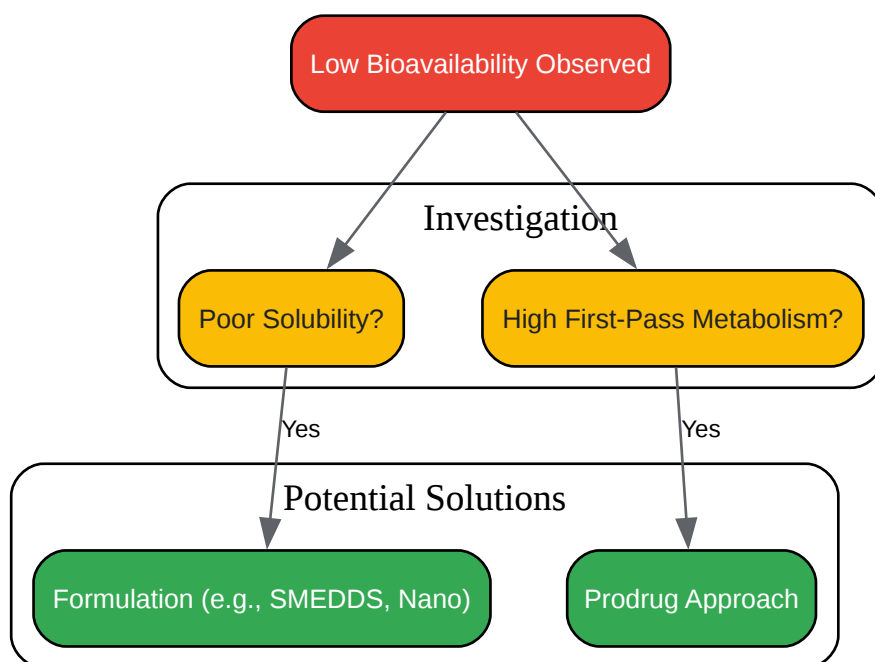 Low Bioavailability Observed
Investigation
Poor Solubility?
High First-Pass Metabolism?
Yes
Yes
Potential Solutions
Formulation (e.g., SMEDDS, Nano)
Prodrug Approach